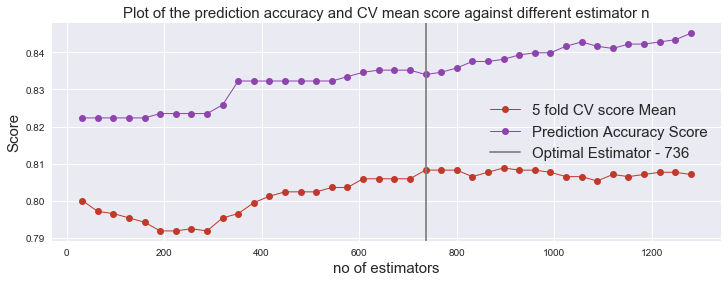 Plot of the prediction accuracy and CV mean score against different estimator n
Score
0.84
0.83
0.82
0.81
0.80
0.79
5 fold CV score Mean
Prediction Accuracy Score
Optimal Estimator - 736
0 200 400 600 800 1000 1200
no of estimators